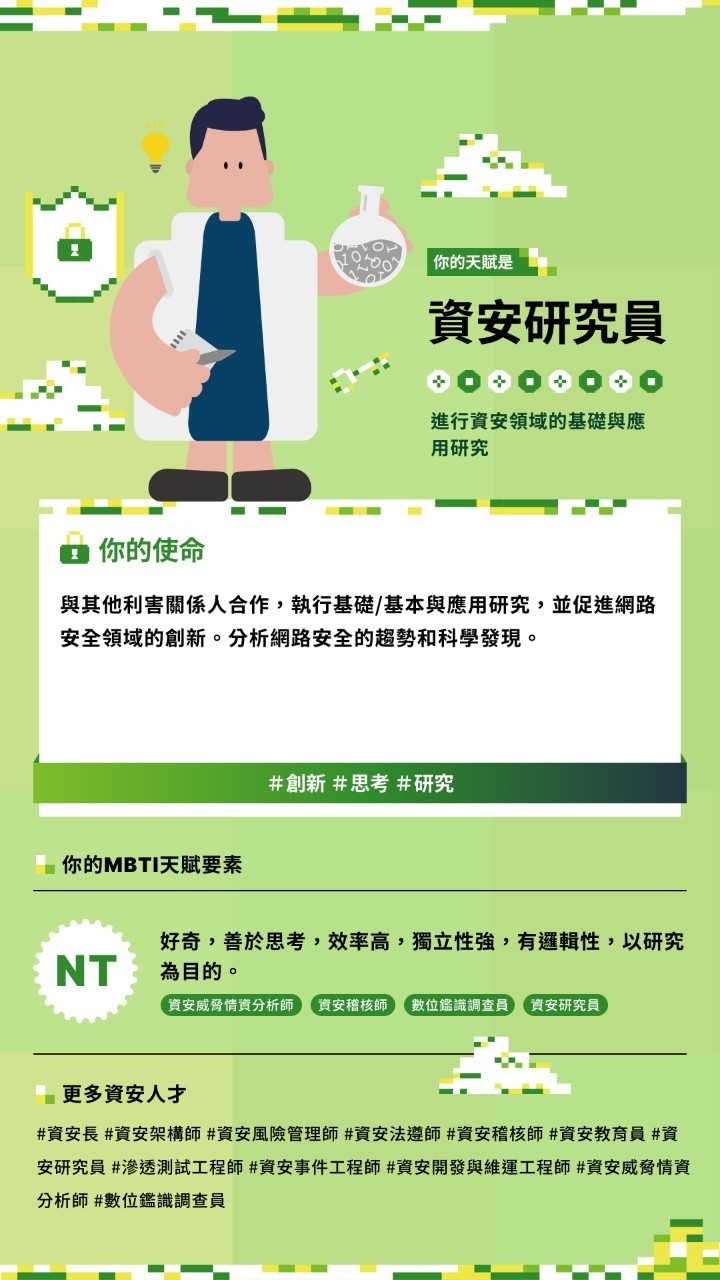 你的天賦是
資安研究員
進行資安領域的基礎與應
用研究
你的使命
與其他利害關係人合作，執行基礎/基本與應用研究，並促進網路
安全領域的創新。分析網路安全的趨勢和科學發現。
#創新 #思考 #研究
你的MBTI天賦要素
NT
好奇，善於思考，效率高，獨立性強，有邏輯性，以研究
為目的。
資安威脅情資分析師 資安稽核師 數位鑑識調查員 資安研究員
更多資安人才
#資安長 #資安架構師 #資安風險管理師 #資安法遵師 #資安稽核師 #資安教育員 #資
安研究員 #滲透測試工程師 #資安事件工程師 #資安開發與維運工程師 #資安威脅情資
分析師 #數位鑑識調查員